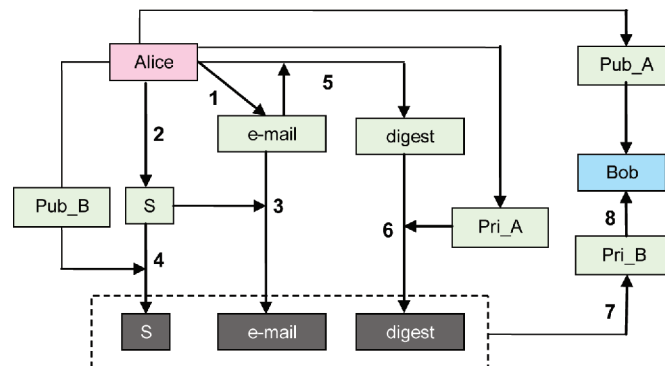 Alice
Pub_A
1
5
e-mail
digest
2
Bob
Pub_B
S
3
6
Pri_A
8
Pri_B
4
7
S
e-mail
digest